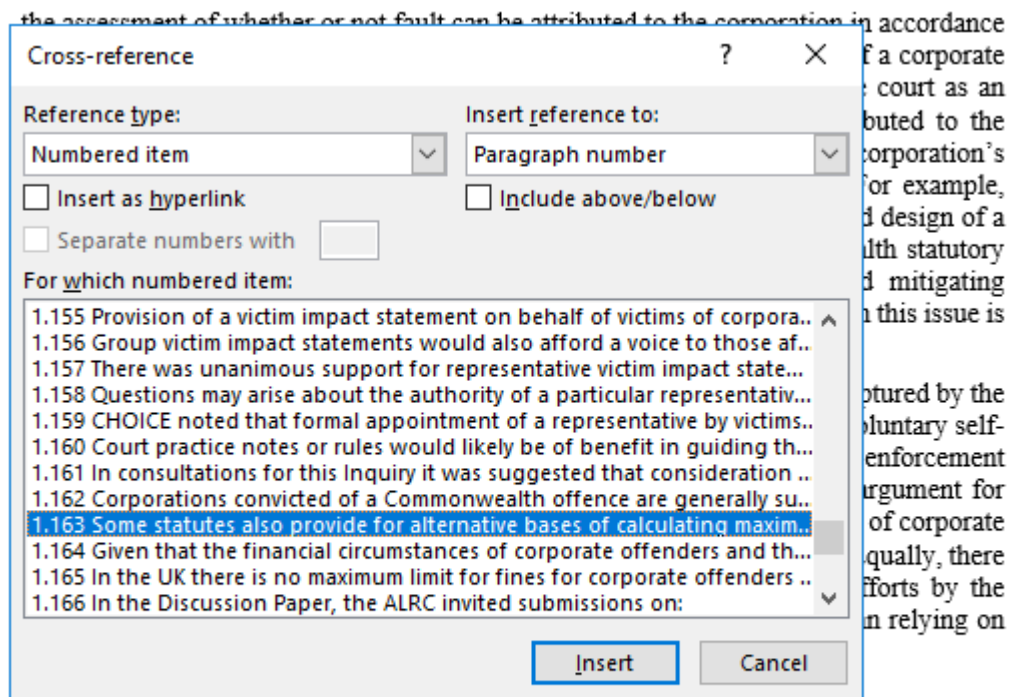 the assessment of whether or not fault can be attributed to the corporation in accordance
Cross-reference ?
f a corporate
court as an
Reference type: Insert reference to:
buted to the
Numbered item Paragraph number
corporation's
Insert as hyperlink Include above/below
or example,
d design of a
Separate numbers with
lth statutory
For which numbered item:
d mitigating
1.155 Provision of a victim impact statement on behalf of victims of corpora..
n this issue is
1.156 Group victim impact statements would also afford a voice to those af...
1.157 There was unanimous support for representative victim impact state...
1.158 Questions may arise about the authority of a particular representativ...
ptured by the
1.159 CHOICE noted that formal appointment of a representative by victims..
luntary self-
1.160 Court practice notes or rules would likely be of benefit in guiding th...
enforcement
1.161 In consultations for this Inquiry it was suggested that consideration ...
rgument for
1.162 Corporations convicted of a Commonwealth offence are generally su...
1.163 Some statutes also provide for alternative bases of calculating maxim..
of corporate
1.164 Given that the financial circumstances of corporate offenders and th...
qually, there
1.165 In the UK there is no maximum limit for fines for corporate offenders ..
fforts by the
1.166 In the Discussion Paper, the ALRC invited submissions on:
n relying on
Insert Cancel